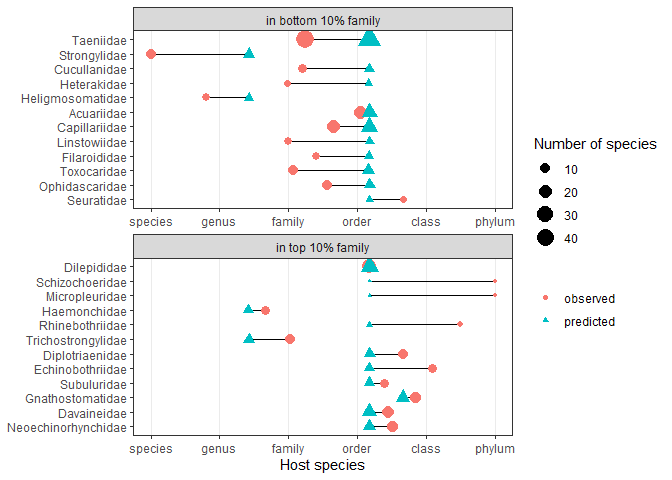 in bottom 10% family
Taeniidae
Strongylidae
Cucullanidae
Heterakidae
Heligmosomatidae
Acuariidae
Capillariidae
Linstowiidae
Filaroididae
Toxocaridae
Ophidascaridae
Seuratidae
species genus family order class phylum
in top 10% family
Dilepididae
Schizochoeridae
Micropleuridae
Haemonchidae
Rhinebothriidae
Trichostrongylidae
Diplotriaenidae
Echinobothriidae
Subuluridae
Gnathostomatidae
Davaineidae
Neoechinorhynchidae
species genus family order class phylum
Host species
Number of species
10
20
30
40
observed
predicted